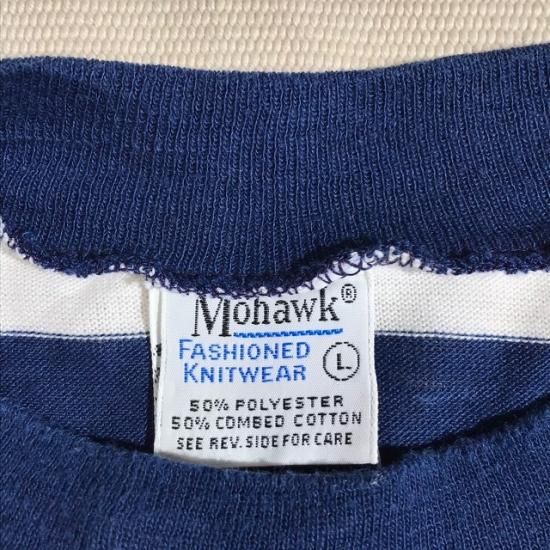 Mohawk®
FASHIONED
KNITWEAR
L
50% POLYESTER
50% COMBED COTTON
SEE REV. SIDE FOR CARE